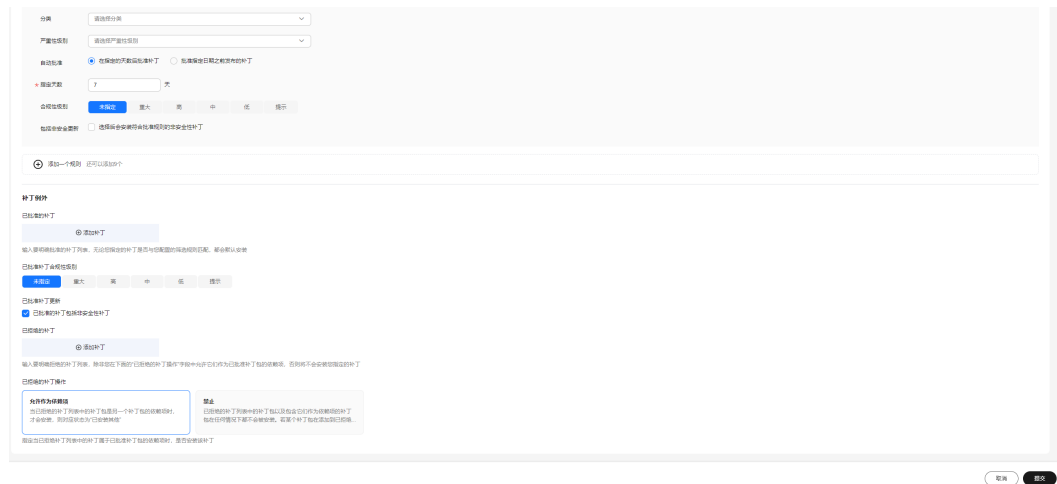 分类
请选择分类
严重性级别
请选择严重性级别
自动批准
在指定的天数后批准补丁
批准指定日期之前发布的补丁
* 指定天数
7
天
合规性级别
未指定 重大 高 中 低 提示
包括非安全更新
选择后会安装符合批准规则的非安全性补丁
添加一个规则 还可以添加9个
补丁例外
已批准的补丁
添加补丁
输入要明确批准的补丁列表，无论您指定的补丁是否与您配置的筛选规则匹配，都会默认安装
已批准补丁合规性级别
未指定 重大 高 中 低 提示
已批准补丁更新
已批准的补丁包括非安全性补丁
已拒绝的补丁
添加补丁
输入要明确拒绝的补丁列表，除非您在下面的“已拒绝的补丁操作”字段中允许它们作为已批准补丁包的依赖项，否则将不会安装您指定的补丁
已拒绝的补丁操作
允许作为依赖项
当已拒绝的补丁列表中的补丁包是另一个补丁包的依赖项时，
才会安装，则对应状态为“已安装其他”
禁止
已拒绝的补丁列表中的补丁包以及包含它们作为依赖项的补丁
包在任何情况下都不会被安装。若某个补丁包在添加到已拒绝...
指定当已拒绝补丁列表中的补丁属于已批准补丁包的依赖项时，是否安装该补丁
取消
提交